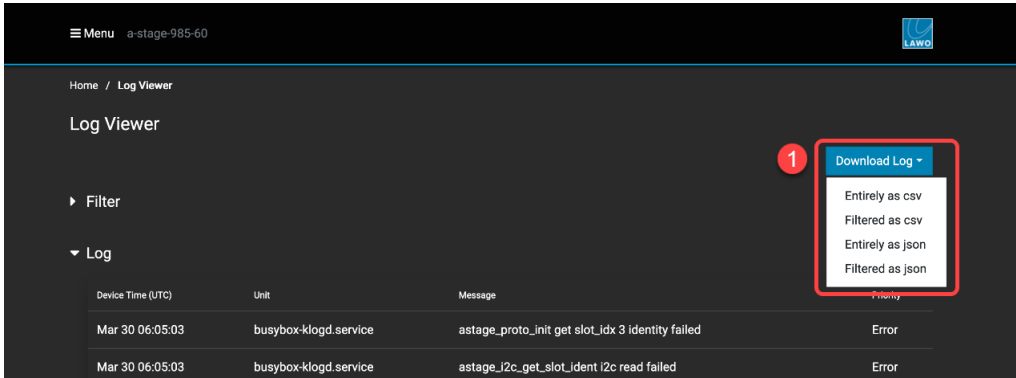 Menu a-stage-985-60
LAWO
Home / Log Viewer
Log Viewer
1
Download Log
Entirely as csv
Filtered as csv
Entirely as json
Filtered as json
Filter
Log
Device Time (UTC) Unit Message Priority
Mar 30 06:05:03 busybox-klogd.service astage_proto_init get slot_idx 3 identity failed Error
Mar 30 06:05:03 busybox-klogd.service astage_i2c_get_slot_ident i2c read failed Error